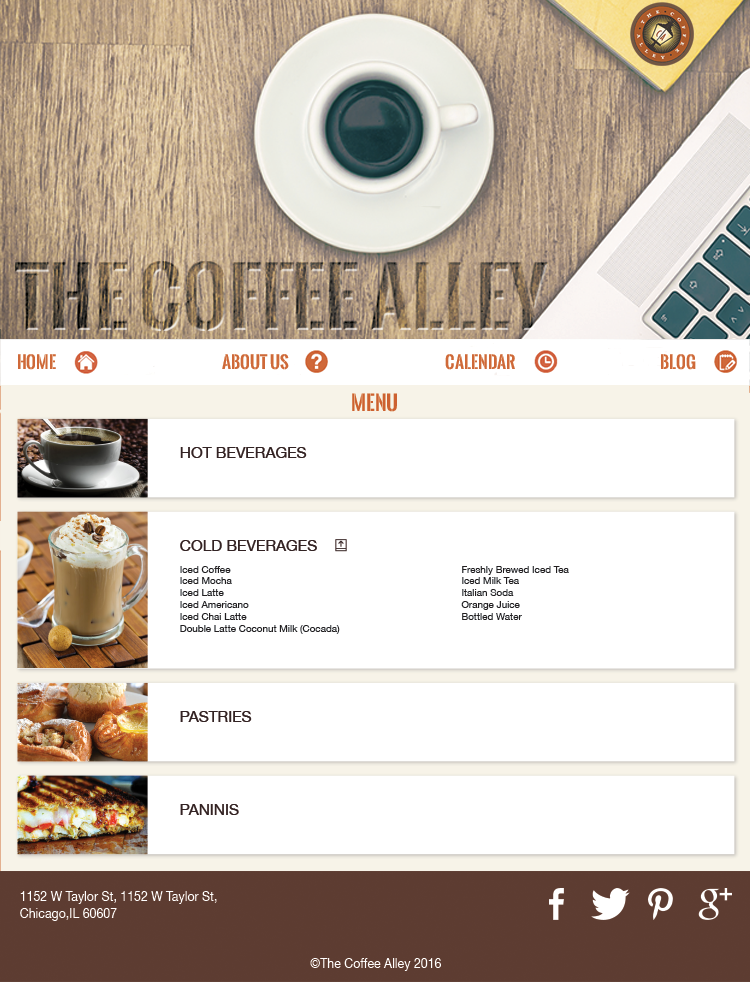 THE COFFEE ALLEY
THE COFFEE ALLEY
HOME ABOUT US CALENDAR BLOG
MENU
HOT BEVERAGES
COLD BEVERAGES
Iced Coffee
Iced Mocha
Iced Latte
Iced Americano
Iced Chai Latte
Double Latte Coconut Milk (Cocada)
Freshly Brewed Iced Tea
Iced Milk Tea
Italian Soda
Orange Juice
Bottled Water
PASTRIES
PANINIS
1152 W Taylor St, 1152 W Taylor St,
Chicago,IL 60607
©The Coffee Alley 2016